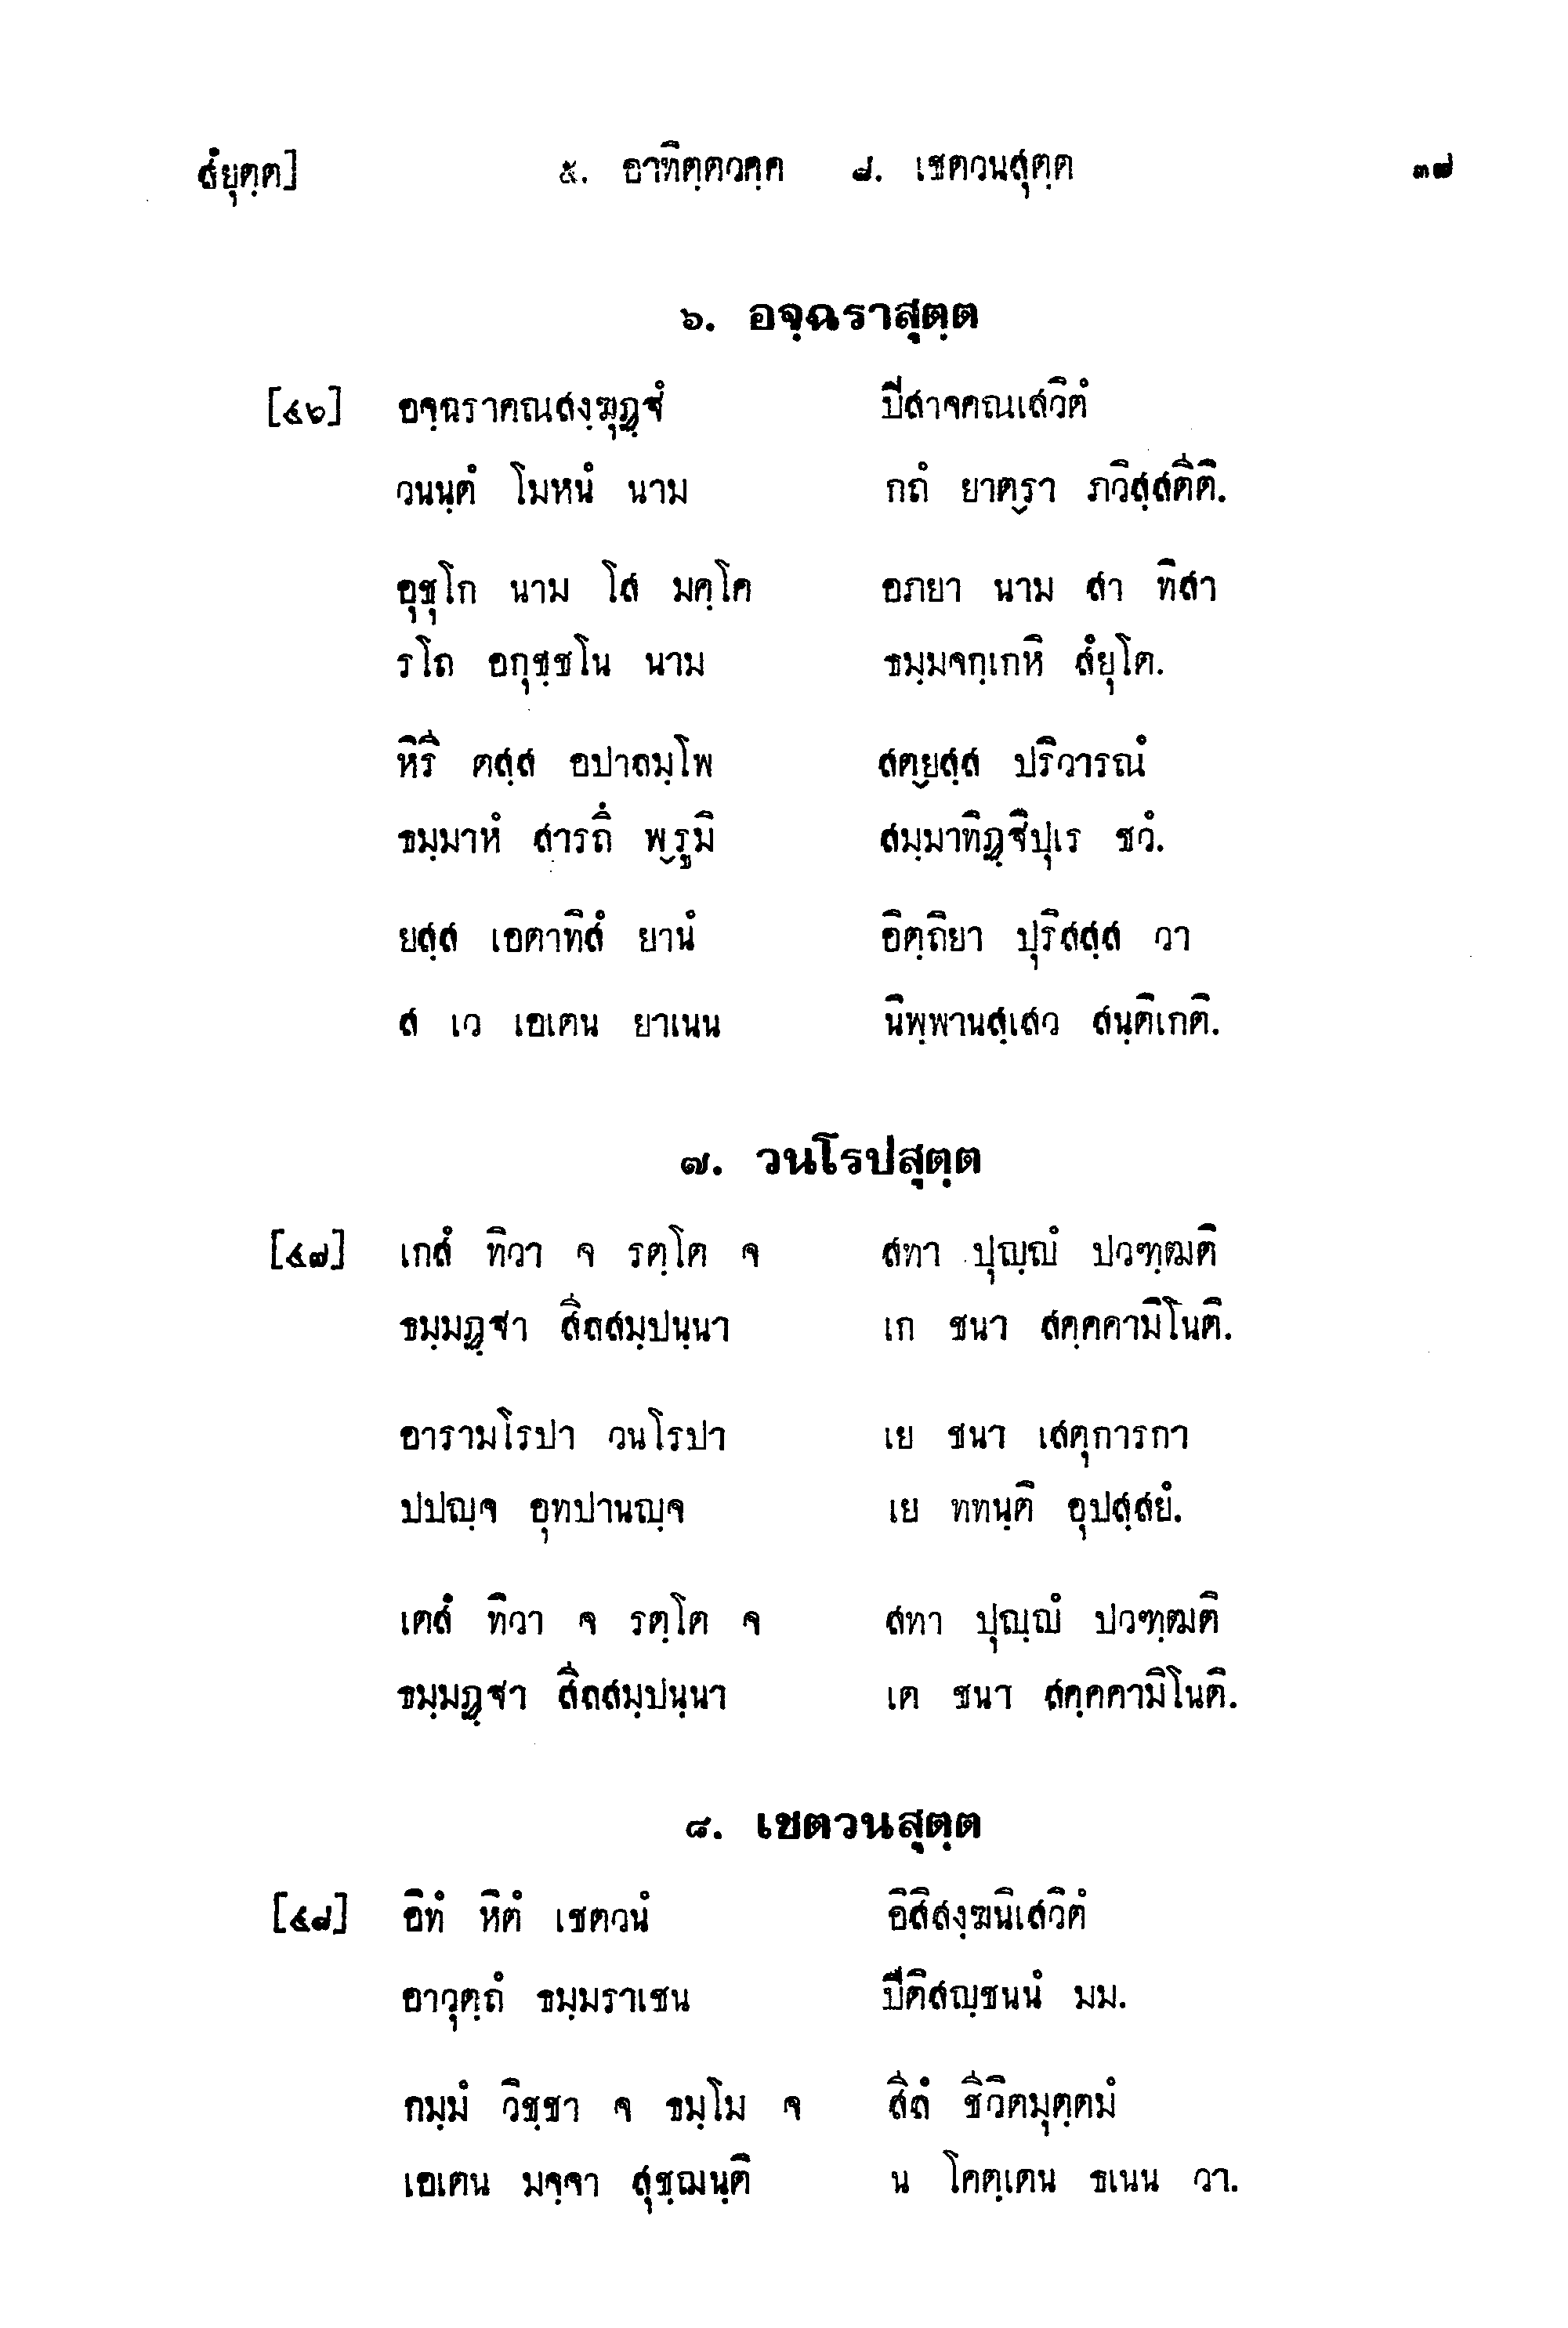 สํยุตฺต]	๕. อาทิตฺตวคฺค ๘. เชตวนสุตฺต	๓๗
๖. อจฺฉราสุตฺต
[๔๖] อจฺฉราคณสงฺฆุฏฺฐํ ปิสาจคณเสวิตํ
วนนฺตํ โมหนํ นาม กถํ ยาตฺรา ภวิสฺสตีติ.
อุชุโก นาม โส มคฺโค อภยา นาม สา ทิสา
รโถ อกุชฺชโน นาม ธมฺมจกฺเกหิ สํยุโต.
หิรี ตสฺส อปาลมฺโพ สตฺยสฺส ปริวารณํ
ธมฺมาหํ สารถึ พฺรูมิ สมฺมาทิฏฺฐิปุเร ชวํ.
ยสฺส เอตาทิสํ ยานํ อิตฺถิยา ปุริสสฺส วา
ส เว เอเตน ยาเนน นิพฺพานสฺเสว สนฺติเกติ.
๗. วนโรปสุตฺต
[๔๗] เกสํ ทิวา จ รตฺโต จ สทา ปุญฺญํ ปวฑฺฒติ
ธมฺมฏฺฐา สีลสมฺปนฺนา เก ชนา สคฺคคามิโนติ.
อารามโรปา วนโรปา เย ชนา เสตุการกา
ปปญฺจ อุทปานญฺจ เย ททนฺติ อุปสฺสยํ.
เตสํ ทิวา จ รตฺโต จ สทา ปุญฺญํ ปวฑฺฒติ
ธมฺมฏฺฐา สีลสมฺปนฺนา เต ชนา สคฺคคามิโนติ.
๘. เชตวนสุตฺต
[๔๘] อิทํ หิตํ เชตวนํ อิสิสงฺฆนิเสวิตํ
อาวุตฺถํ ธมฺมราเชน ปีติสญฺชนนํ มม.
กมฺมํ วิชฺชา จ ธมฺโม จ สีลํ ชีวิตมุตฺตมํ
เอเตน มจฺจา สุชฺฌนฺติ น โคตฺเตน ธเนน วา.